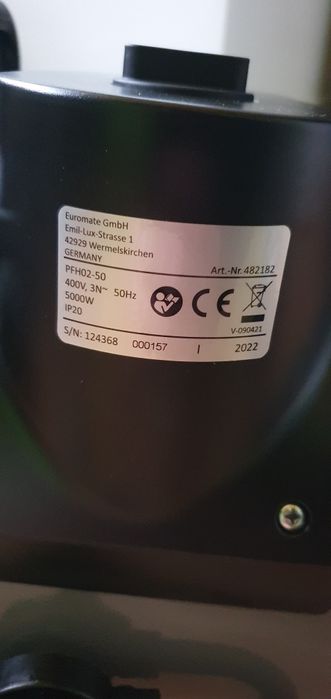 Euromate GmbH
Emil-Lux-Strasse 1
42929 Wermelskirchen
GERMANY Art.-Nr. 482182
PFH02-50
400V, 3N~ 50Hz
5000W
IP20 V-090421
S/N: 124368 000157 I 2022